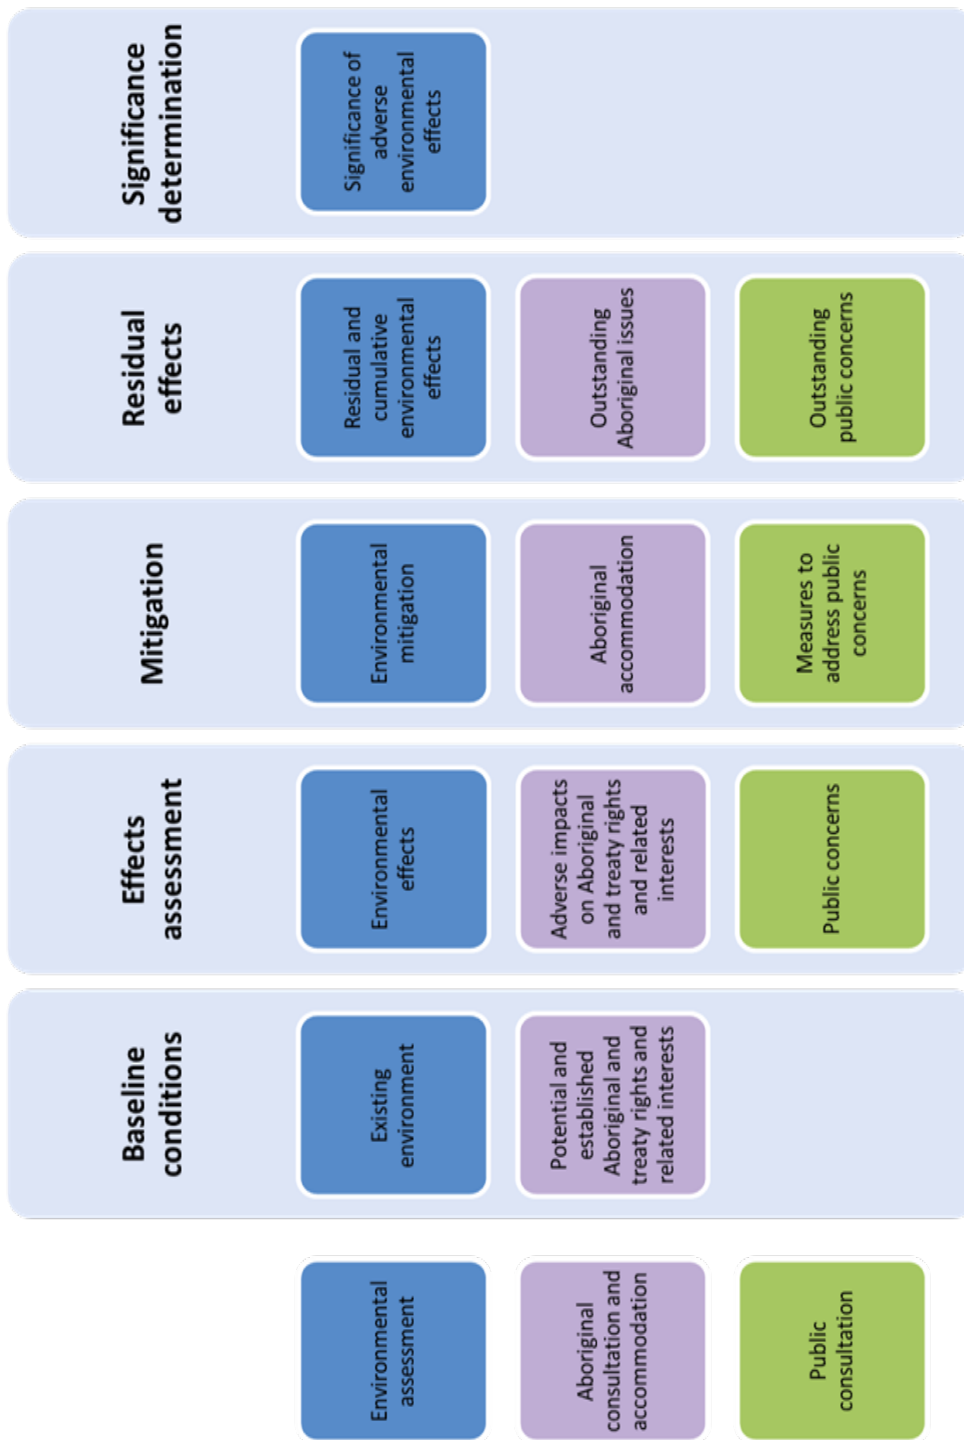 Baseline
conditions
Effects
assessment
Mitigation
Residual
effects
Significance
determination
Environmental
assessment
Existing
environment
Environmental
effects
Environmental
mitigation
Residual and
cumulative
environmental
effects
Significance of
adverse
environmental
effects
Aboriginal
consultation and
accommodation
Potential and
established
Aboriginal and
treaty rights and
related interests
Adverse impacts
on Aboriginal
and treaty rights
and related
interests
Aboriginal
accommodation
Outstanding
Aboriginal issues
Public
consultation
Public concerns
Measures to
address public
concerns
Outstanding
public concerns